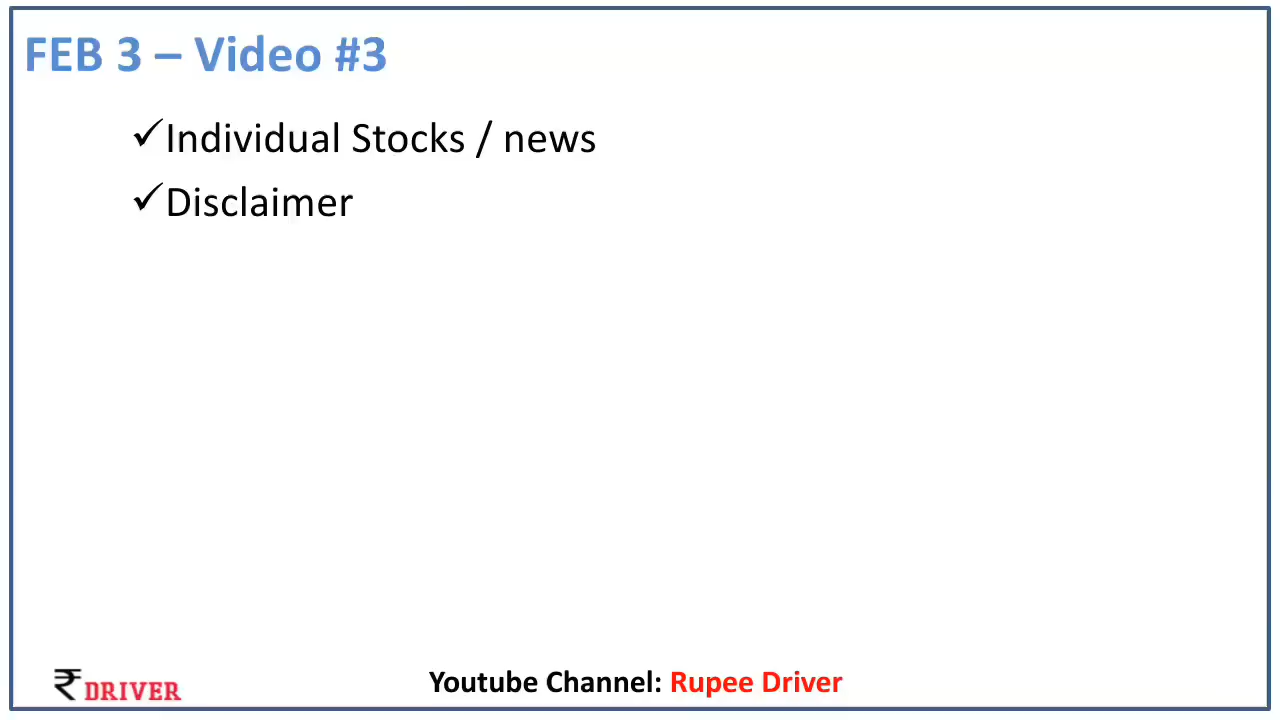 FEB 3 – Video #3
✓Individual Stocks / news
✓Disclaimer
₹ DRIVER
Youtube Channel: Rupee Driver